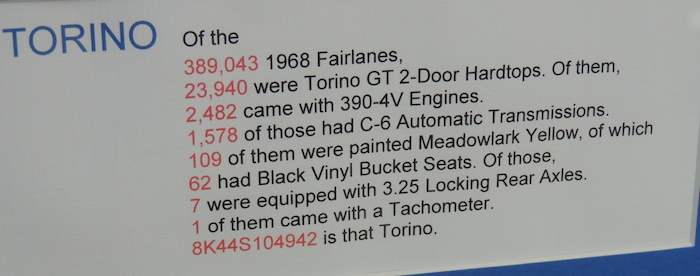 TORINO
Of the
389,043 1968 Fairlanes,
23,940 were Torino GT 2-Door Hardtops. Of them,
2,482 came with 390-4V Engines.
1,578 of those had C-6 Automatic Transmissions.
109 of them were painted Meadowlark Yellow, of which
62 had Black Vinyl Bucket Seats. Of those,
7 were equipped with 3.25 Locking Rear Axles.
1 of them came with a Tachometer.
8K44S104942 is that Torino.